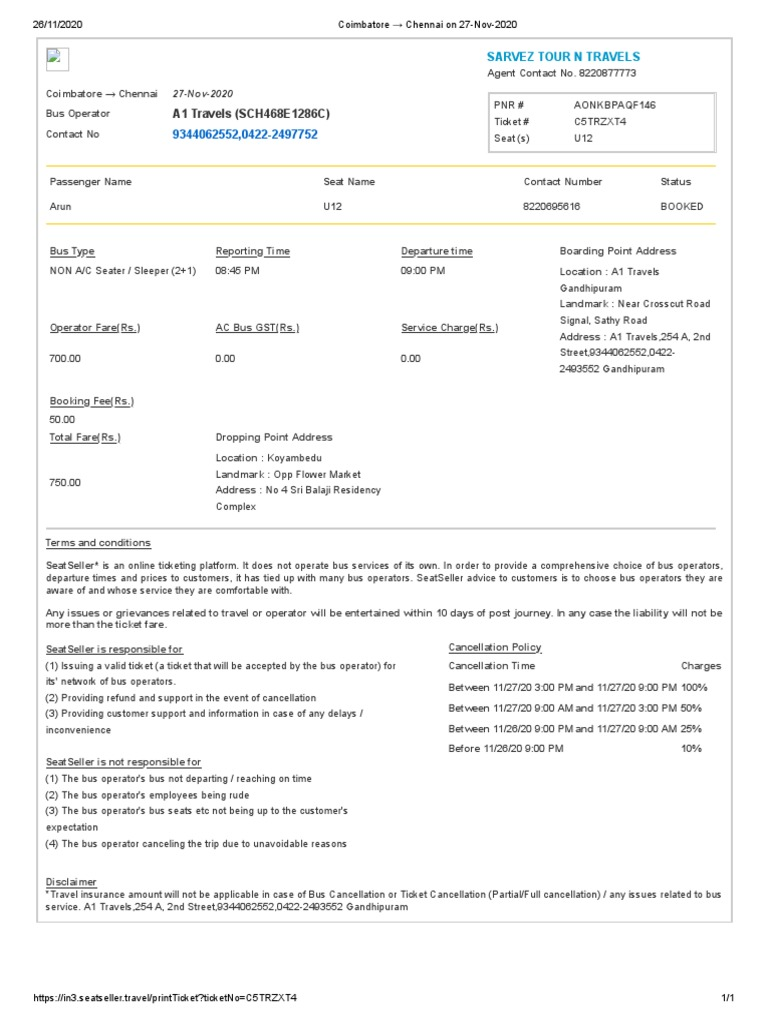 26/11/2020 Coimbatore → Chennai on 27-Nov-2020
SARVEZ TOUR N TRAVELS
Agent Contact No. 8220877773
Coimbatore → Chennai 27-Nov-2020
Bus Operator A1 Travels (SCH468E1286C)
Contact No 9344062552,0422-2497752
PNR # AONKBPAQF146
Ticket # C5TRZXT4
Seat(s) U12
Passenger Name Seat Name Contact Number Status
Arun U12 8220695616 BOOKED
Bus Type Reporting Time Departure time
NON A/C Seater / Sleeper (2+1) 08:45 PM 09:00 PM
Boarding Point Address
Location : A1 Travels
Gandhipuram
Landmark : Near Crosscut Road
Signal, Sathy Road
Address : A1 Travels,254 A, 2nd
Street,9344062552,0422-
2493552 Gandhipuram
Operator Fare(Rs.) AC Bus GST(Rs.) Service Charge(Rs.)
700.00 0.00 0.00
Booking Fee(Rs.)
50.00
Total Fare(Rs.)
750.00
Dropping Point Address
Location : Koyambedu
Landmark : Opp Flower Market
Address : No 4 Sri Balaji Residency
Complex
Terms and conditions
SeatSeller* is an online ticketing platform. It does not operate bus services of its own. In order to provide a comprehensive choice of bus operators,
departure times and prices to customers, it has tied up with many bus operators. SeatSeller advice to customers is to choose bus operators they are
aware of and whose service they are comfortable with.
Any issues or grievances related to travel or operator will be entertained within 10 days of post journey. In any case the liability will not be
more than the ticket fare.
SeatSeller is responsible for
(1) Issuing a valid ticket (a ticket that will be accepted by the bus operator) for
its' network of bus operators.
(2) Providing refund and support in the event of cancellation
(3) Providing customer support and information in case of any delays /
inconvenience
SeatSeller is not responsible for
(1) The bus operator's bus not departing / reaching on time
(2) The bus operator's employees being rude
(3) The bus operator's bus seats etc not being up to the customer's
expectation
(4) The bus operator canceling the trip due to unavoidable reasons
Cancellation Policy
Cancellation Time Charges
Between 11/27/20 3:00 PM and 11/27/20 9:00 PM 100%
Between 11/27/20 9:00 AM and 11/27/20 3:00 PM 50%
Between 11/26/20 9:00 PM and 11/27/20 9:00 AM 25%
Before 11/26/20 9:00 PM 10%
Disclaimer
*Travel insurance amount will not be applicable in case of Bus Cancellation or Ticket Cancellation (Partial/Full cancellation) / any issues related to bus
service. A1 Travels,254 A, 2nd Street,9344062552,0422-2493552 Gandhipuram
https://in3.seatseller.travel/printTicket?ticketNo=C5TRZXT4 1/1